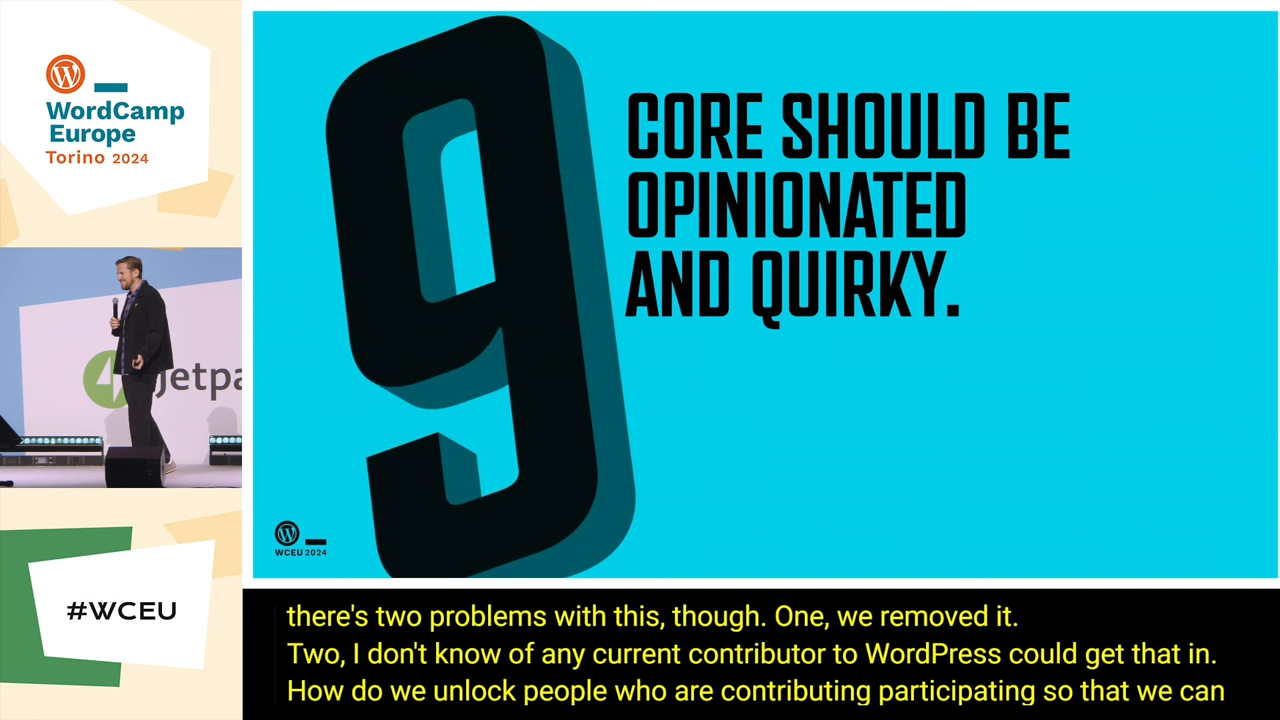 WordCamp
Europe
Torino 2024
Jetpa
#WCEU
9
CORE SHOULD BE
OPINIONATED
AND QUIRKY.
WCEU 2024
there's two problems with this, though. One, we removed it.
Two, I don't know of any current contributor to WordPress could get that in.
How do we unlock people who are contributing participating so that we can